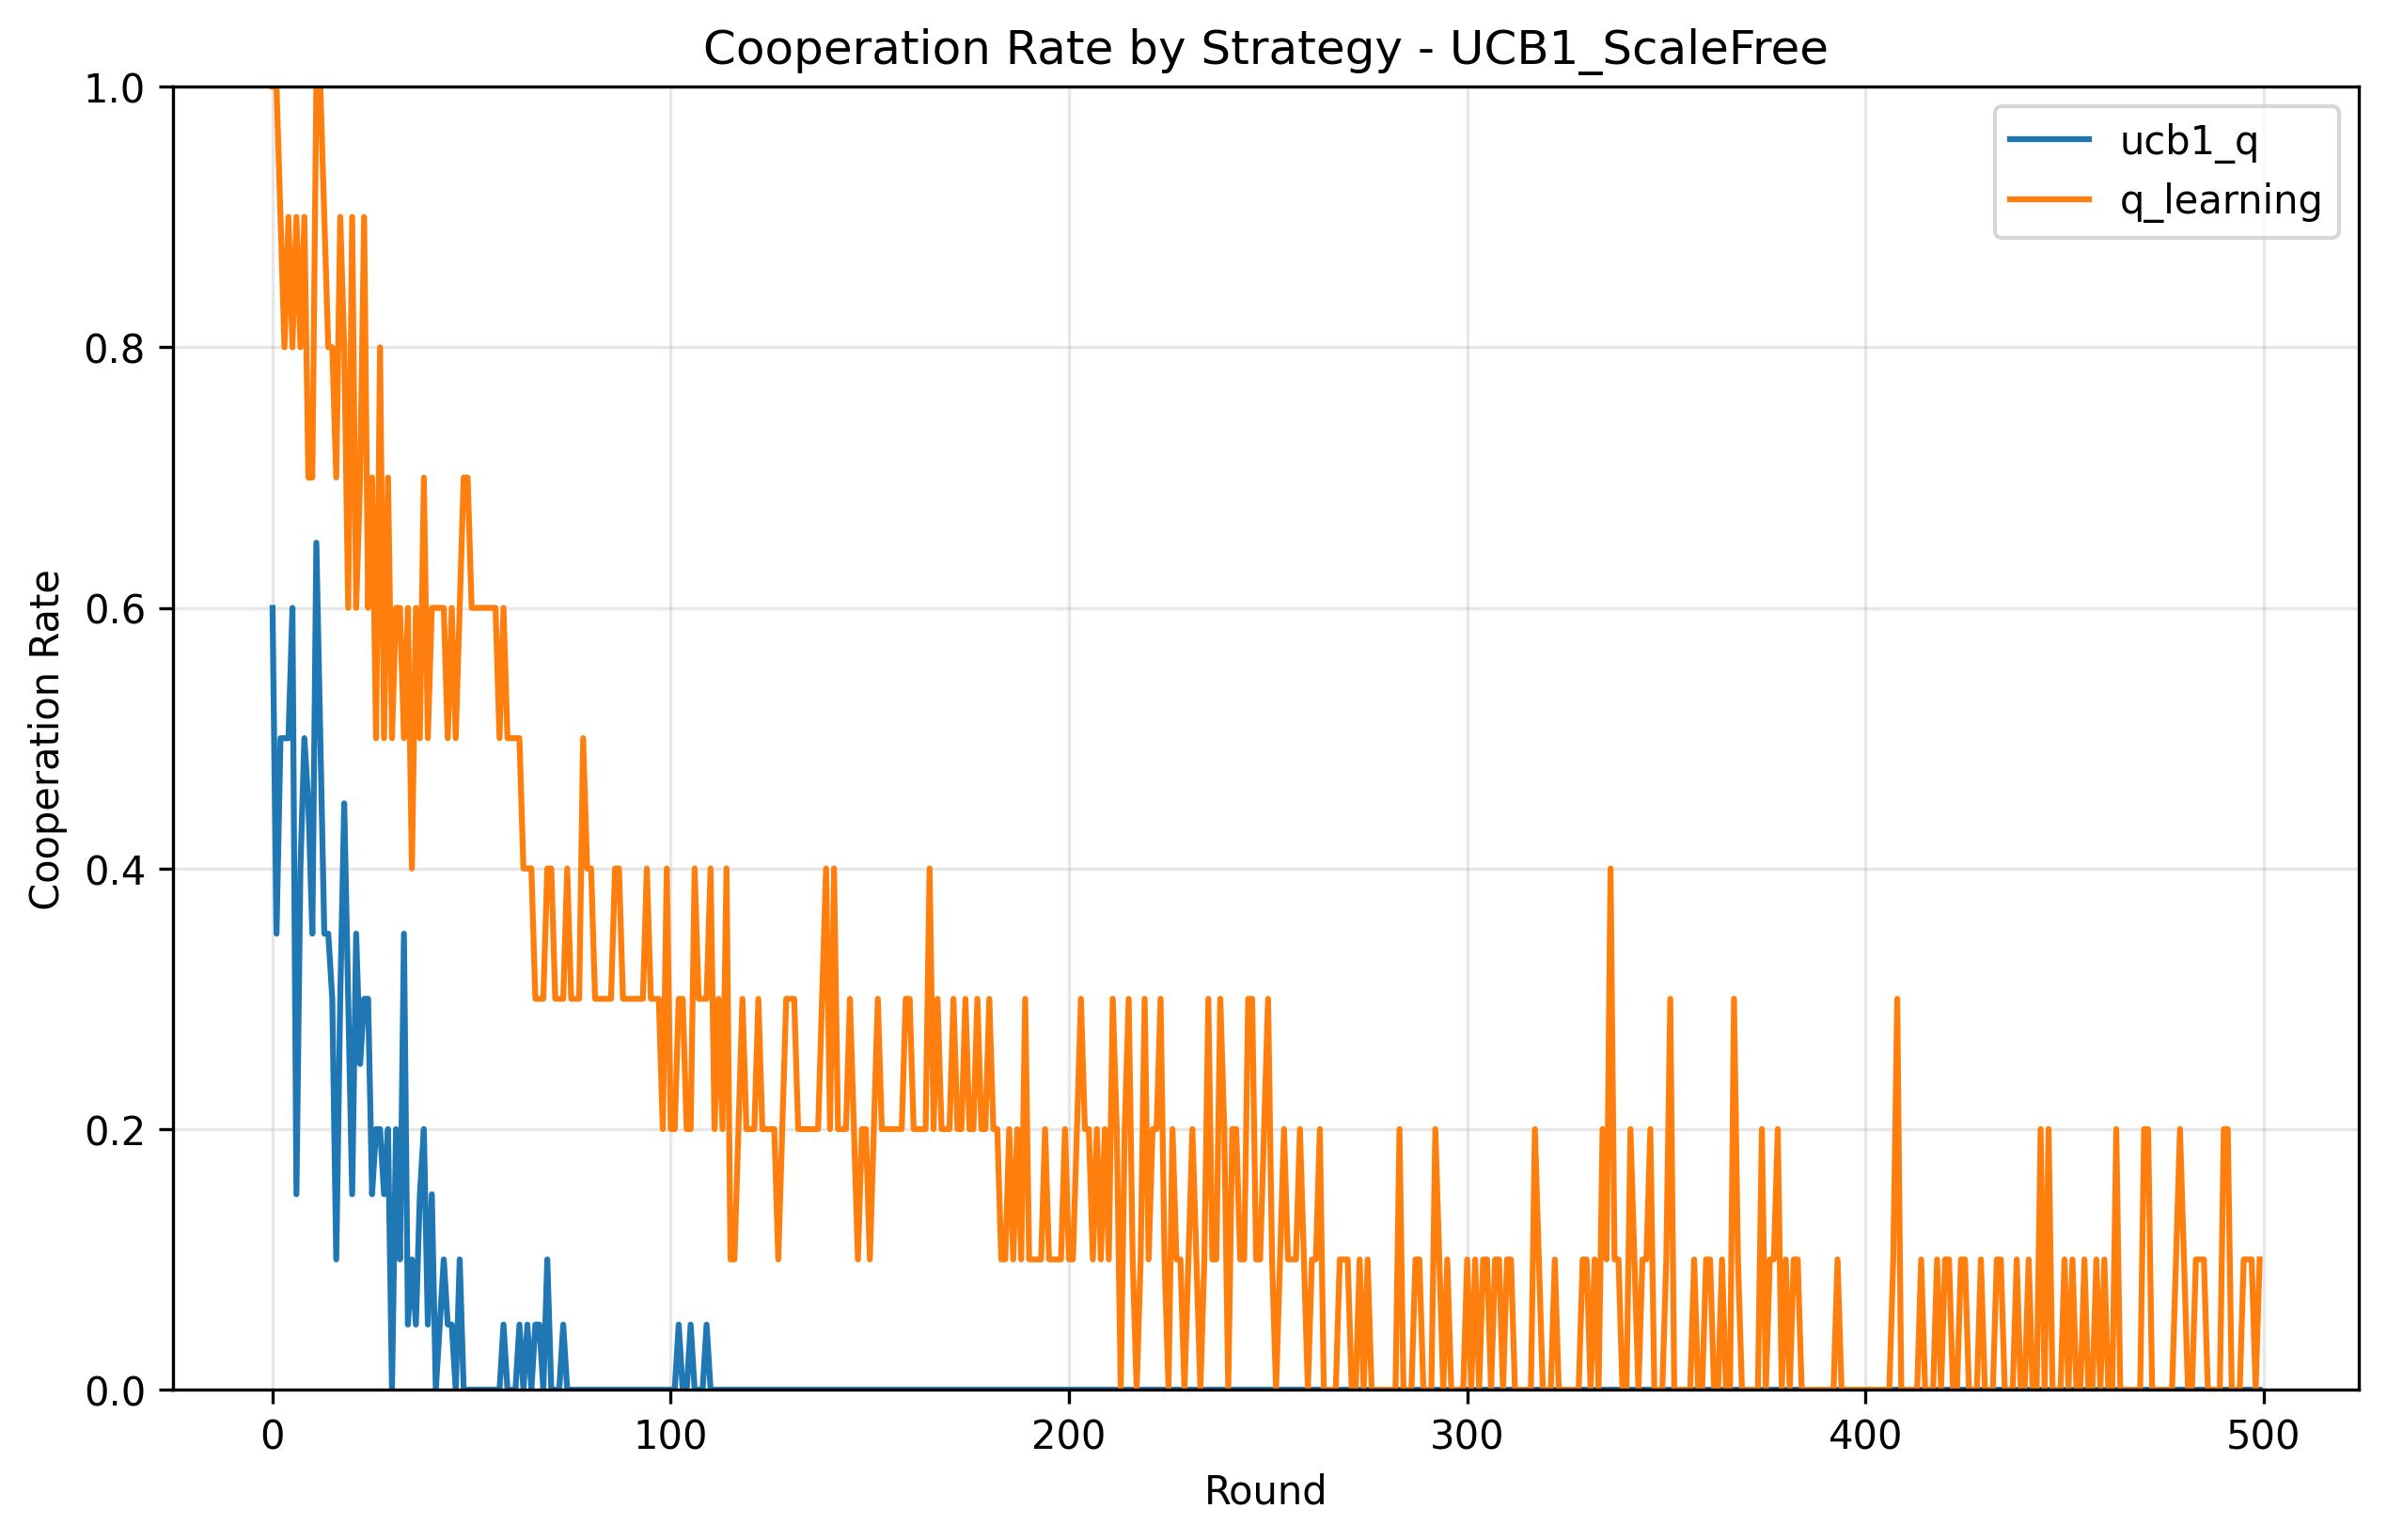 Cooperation Rate by Strategy - UCB1_ScaleFree
1.0
0.8
0.6
0.4
0.2
0.0
Cooperation Rate
ucb1_q
q_learning
0 100 200 300 400 500
Round